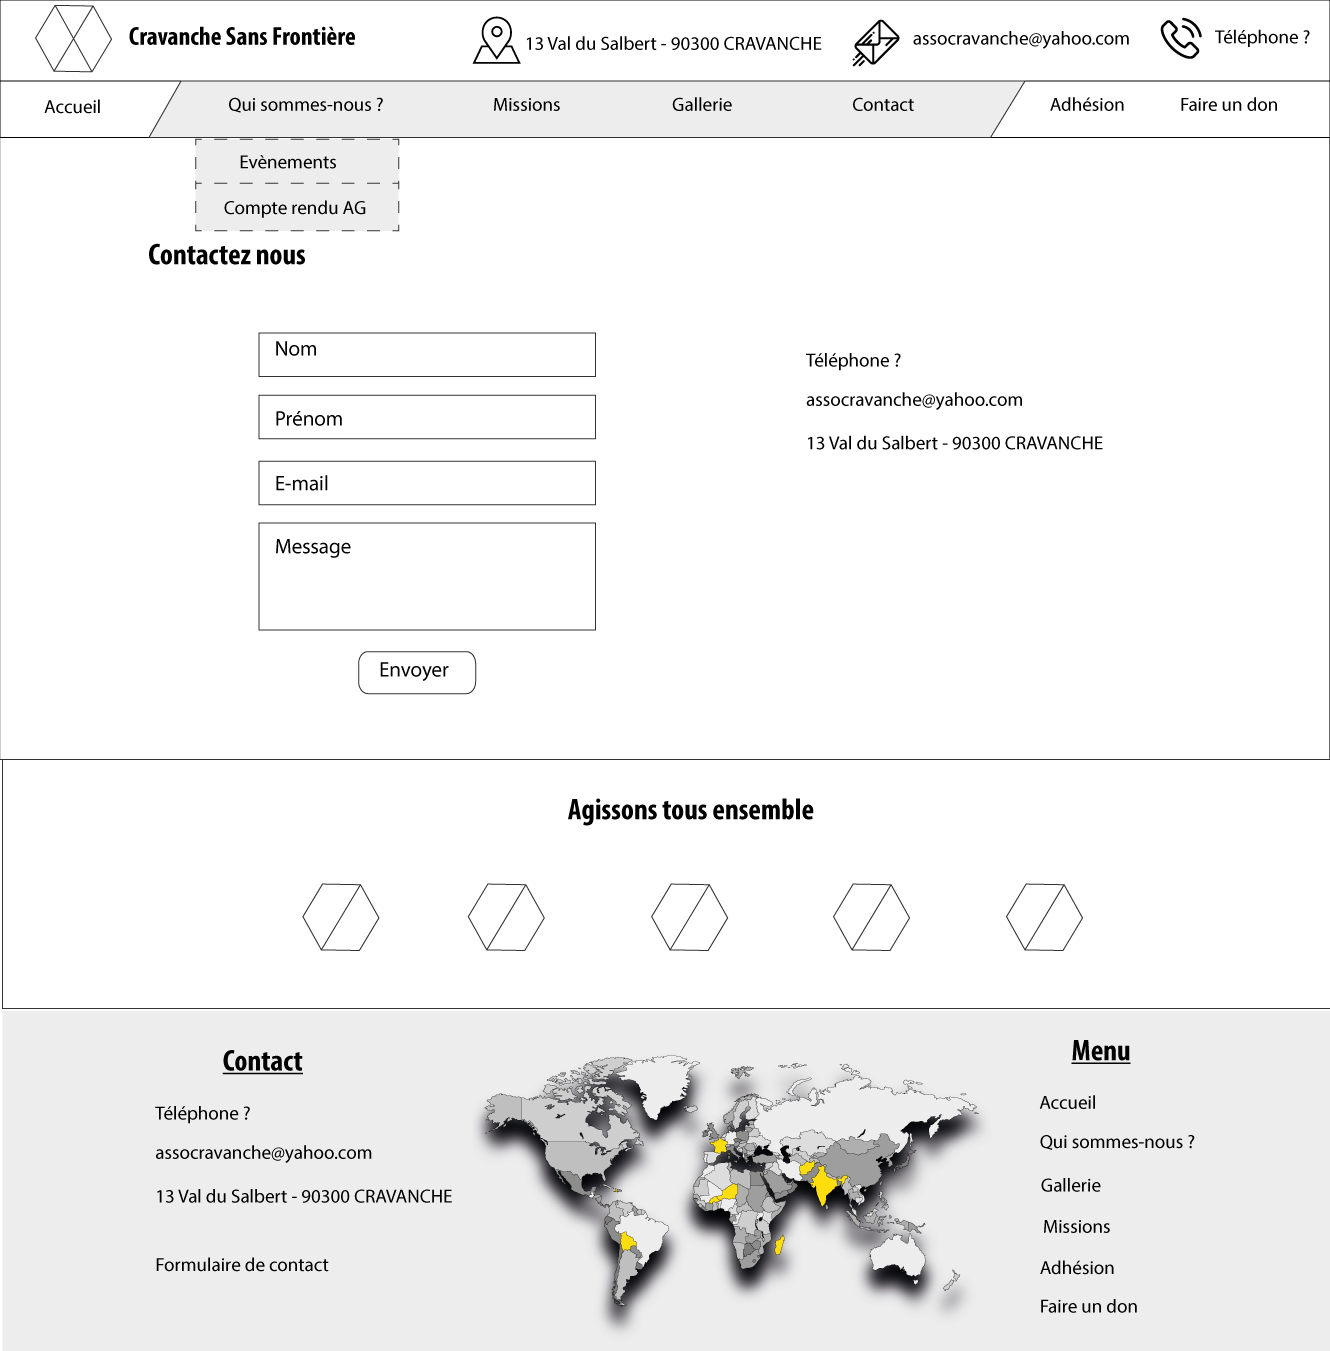 Cravanche Sans Frontière
13 Val du Salbert - 90300 CRAVANCHE
assocravanche@yahoo.com
Téléphone ?
Accueil
Qui sommes-nous ?
Missions
Gallerie
Contact
Adhésion
Faire un don
Evènements
Compte rendu AG
Contactez nous
Nom
Prénom
E-mail
Message
Envoyer
Téléphone ?
assocravanche@yahoo.com
13 Val du Salbert - 90300 CRAVANCHE
Agissons tous ensemble
Contact
Téléphone ?
assocravanche@yahoo.com
13 Val du Salbert - 90300 CRAVANCHE
Formulaire de contact
Menu
Accueil
Qui sommes-nous ?
Gallerie
Missions
Adhésion
Faire un don